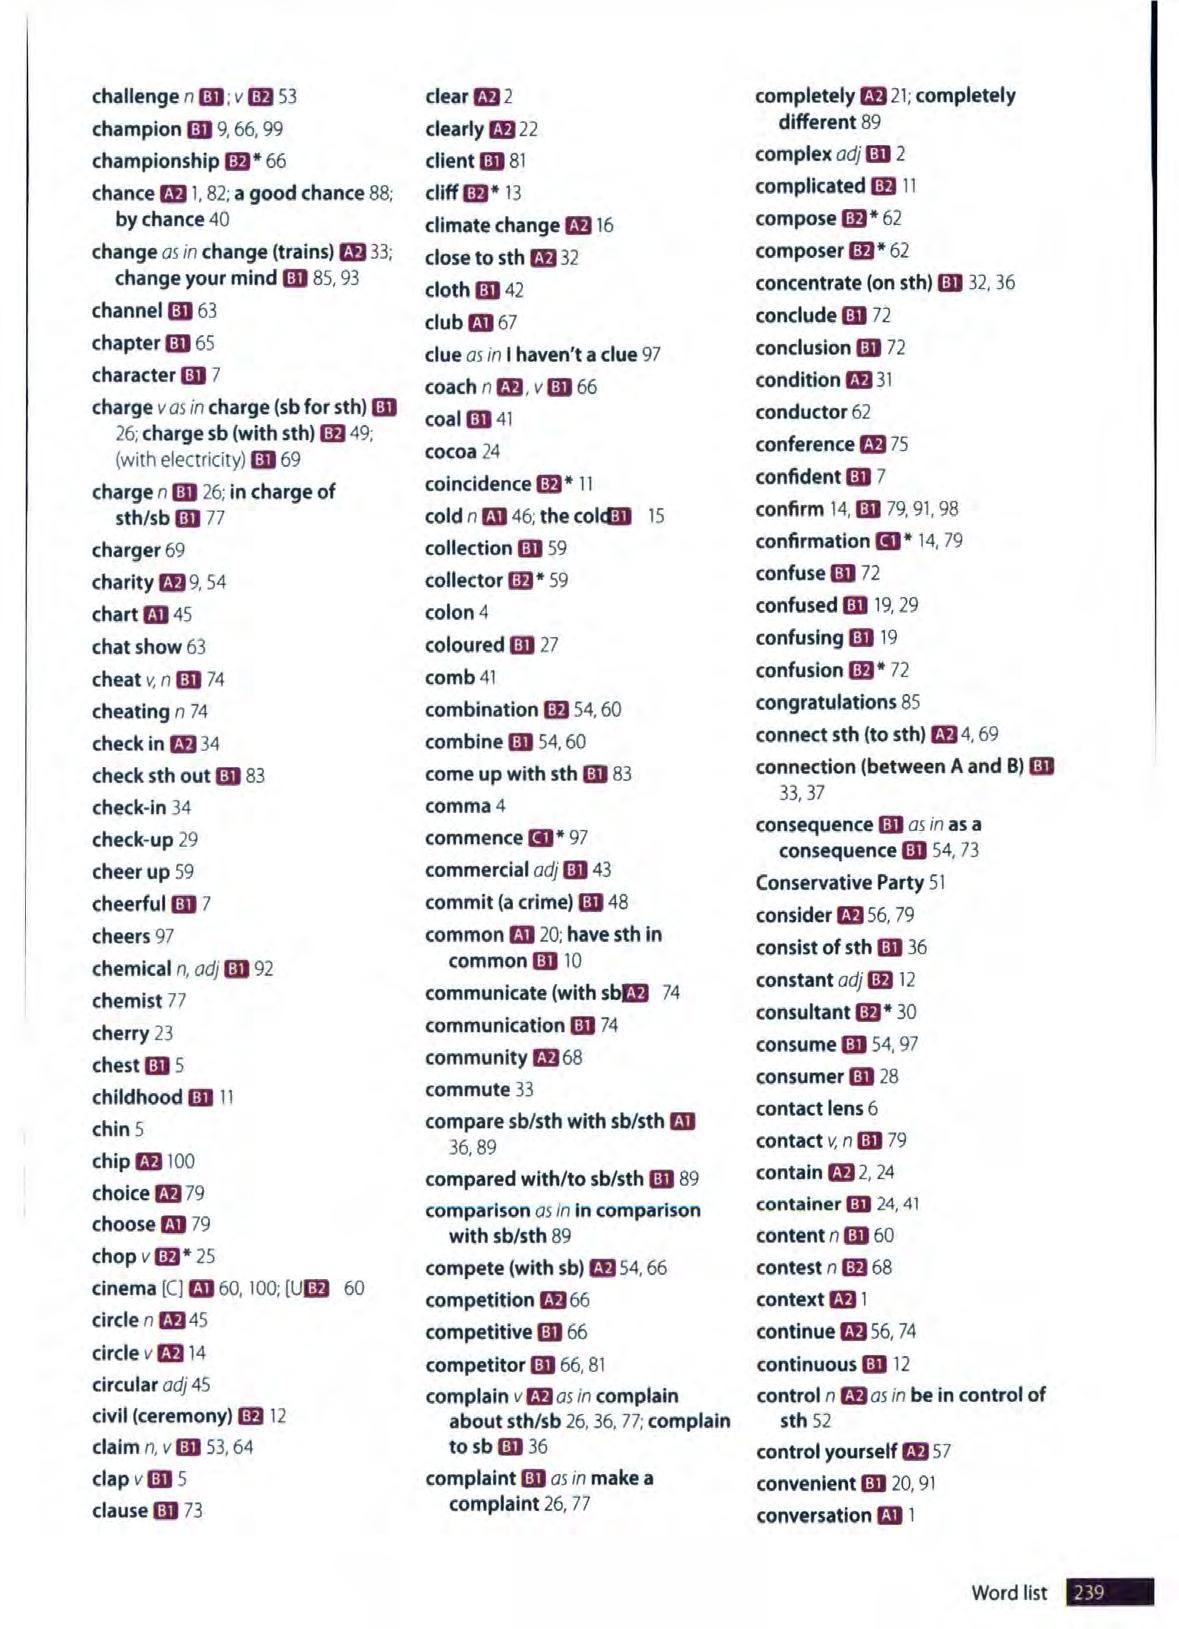 challenge n B1; v B2 53
champion B1 9, 66, 99
championship B2* 66
chance A2 1, 82; a good chance 88;
by chance 40
change as in change (trains) A2 33;
change your mind B1 85, 93
channel B1 63
chapter B1 65
character B1 7
charge v as in charge (sb for sth) B1
26; charge sb (with sth) B2 49;
(with electricity) B1 69
charge n B1 26; in charge of
sth/sb B1 77
charger 69
charity A2 9, 54
chart A1 45
chat show 63
cheat v, n B1 74
cheating n 74
check in A2 34
check sth out B1 83
check-in 34
check-up 29
cheer up 59
cheerful B1 7
cheers 97
chemical n, adj B1 92
chemist 77
cherry 23
chest B1 5
childhood B1 11
chin 5
chip A2 100
choice A2 79
choose A1 79
chop v B2* 25
cinema [C] A1 60, 100; [U B2 60
circle n A2 45
circle v A2 14
circular adj 45
civil (ceremony) B2 12
claim n, v B1 53, 64
clap v B1 5
clause B1 73
clear A2 2
clearly A2 22
client B1 81
cliff B2* 13
climate change A2 16
close to sth A2 32
cloth B1 42
club A1 67
clue as in I haven't a clue 97
coach n A2, v B1 66
coal B1 41
cocoa 24
coincidence B2* 11
cold n A1 46; the cold B1 15
collection B1 59
collector B2* 59
colon 4
coloured B1 27
comb 41
combination B2 54, 60
combine B1 54, 60
come up with sth B1 83
comma 4
commence C1* 97
commercial adj B1 43
commit (a crime) B1 48
common A1 20; have sth in
common B1 10
communicate (with sb A2 74
communication B1 74
community A2 68
commute 33
compare sb/sth with sb/sth A1
36, 89
compared with/to sb/sth B1 89
comparison as in in comparison
with sb/sth 89
compete (with sb) A2 54, 66
competition A2 66
competitive B1 66
competitor B1 66, 81
complain v A2 as in complain
about sth/sb 26, 36, 77; complain
to sb B1 36
complaint B1 as in make a
complaint 26, 77
completely A2 21; completely
different 89
complex adj B1 2
complicated B2 11
compose B2* 62
composer B2* 62
concentrate (on sth) B1 32, 36
conclude B1 72
conclusion B1 72
condition A2 31
conductor 62
conference A2 75
confident B1 7
confirm 14, B1 79, 91, 98
confirmation C1* 14, 79
confuse B1 72
confused B1 19, 29
confusing B1 19
confusion B2* 72
congratulations 85
connect sth (to sth) A2 4, 69
connection (between A and B) B1
33, 37
consequence B1 as in as a
consequence B1 54, 73
Conservative Party 51
consider A2 56, 79
consist of sth B1 36
constant adj B2 12
consultant B2* 30
consume B1 54, 97
consumer B1 28
contact lens 6
contact v, n B1 79
contain A2 2, 24
container B1 24, 41
content n B1 60
contest n B2 68
context A2 1
continue A2 56, 74
continuous B1 12
control n A2 as in be in control of
sth 52
control yourself A2 57
convenient B1 20, 91
conversation A1 1
Word list 239